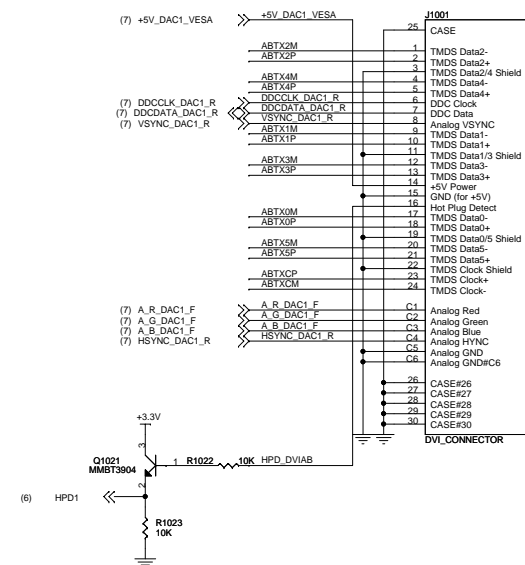 J1001
(7) +5V_DAC1_VESA +5V_DAC1_VESA
25 CASE
ABTX2M 1 TMDS Data2-
ABTX2P 2 TMDS Data2+
3 TMDS Data2/4 Shield
ABTX4M 4 TMDS Data4-
ABTX4P 5 TMDS Data4+
(7) DDCCLK_DAC1_R DDCCLK_DAC1_R 6 DDC Clock
(7) DDCDATA_DAC1_R DDCDATA_DAC1_R 7 DDC Data
(7) VSYNC_DAC1_R VSYNC_DAC1_R 8 Analog VSYNC
ABTX1M 9 TMDS Data1-
ABTX1P 10 TMDS Data1+
11 TMDS Data1/3 Shield
ABTX3M 12 TMDS Data3-
ABTX3P 13 TMDS Data3+
14 +5V Power
15 GND (for +5V)
16 Hot Plug Detect
ABTX0M 17 TMDS Data0-
ABTX0P 18 TMDS Data0+
19 TMDS Data0/5 Shield
ABTX5M 20 TMDS Data5-
ABTX5P 21 TMDS Data5+
22 TMDS Clock Shield
ABTXCP 23 TMDS Clock+
ABTXCM 24 TMDS Clock-
(7) A_R_DAC1_F A_R_DAC1_F C1 Analog Red
(7) A_G_DAC1_F A_G_DAC1_F C2 Analog Green
(7) A_B_DAC1_F A_B_DAC1_F C3 Analog Blue
(7) HSYNC_DAC1_R HSYNC_DAC1_R C4 Analog HYNC
C5 Analog GND
C6 Analog GND#C6
26 CASE#26
27 CASE#27
28 CASE#28
29 CASE#29
30 CASE#30
DVI_CONNECTOR
+3.3V
3
Q1021
MMBT3904
1 R1022 10K HPD_DVIAB
2
(6) HPD1
R1023
10K